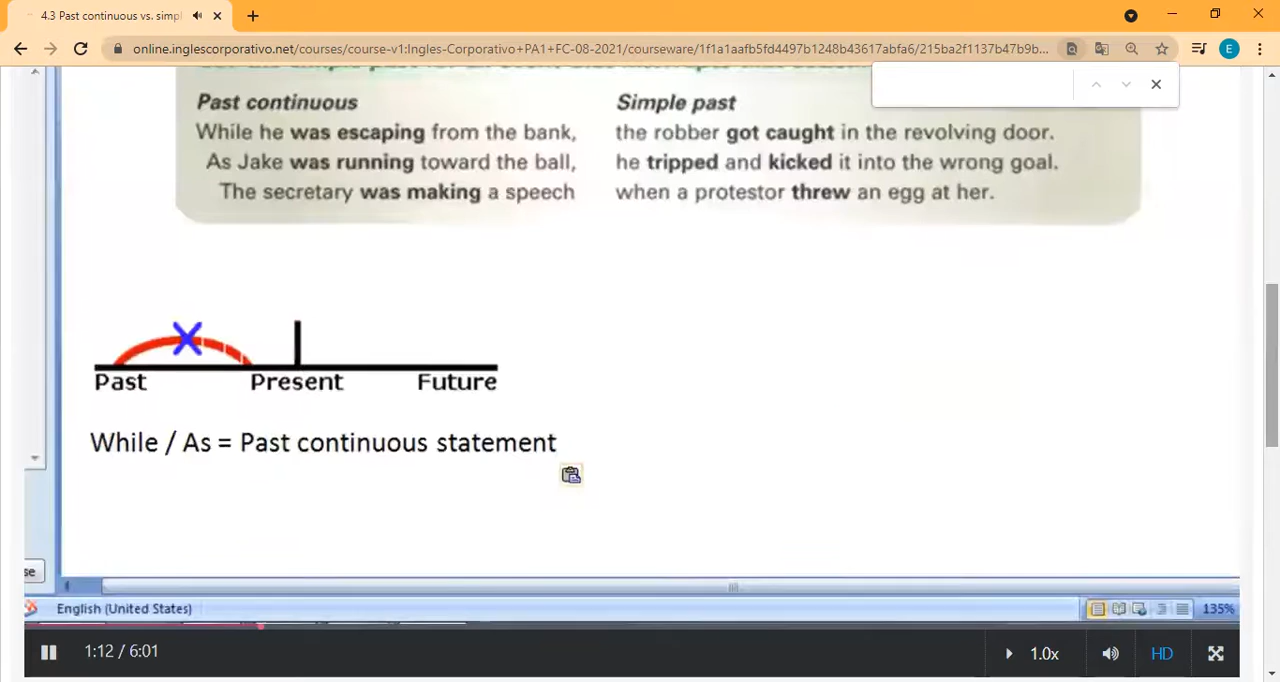 4.3 Past continuous vs. simpl
online.inglescorporativo.net/courses/course-v1:Ingles-Corporativo+PA1+FC-08-2021/courseware/1f1a1aafb5fd4497b1248b43617abfa6/215ba2f1137b47b9b...
E
Past continuous Simple past
While he was escaping from the bank, the robber got caught in the revolving door.
As Jake was running toward the ball, he tripped and kicked it into the wrong goal.
The secretary was making a speech when a protestor threw an egg at her.
Past Present Future
While / As = Past continuous statement
se
English (United States) 135%
1:12 / 6:01 1.0x HD